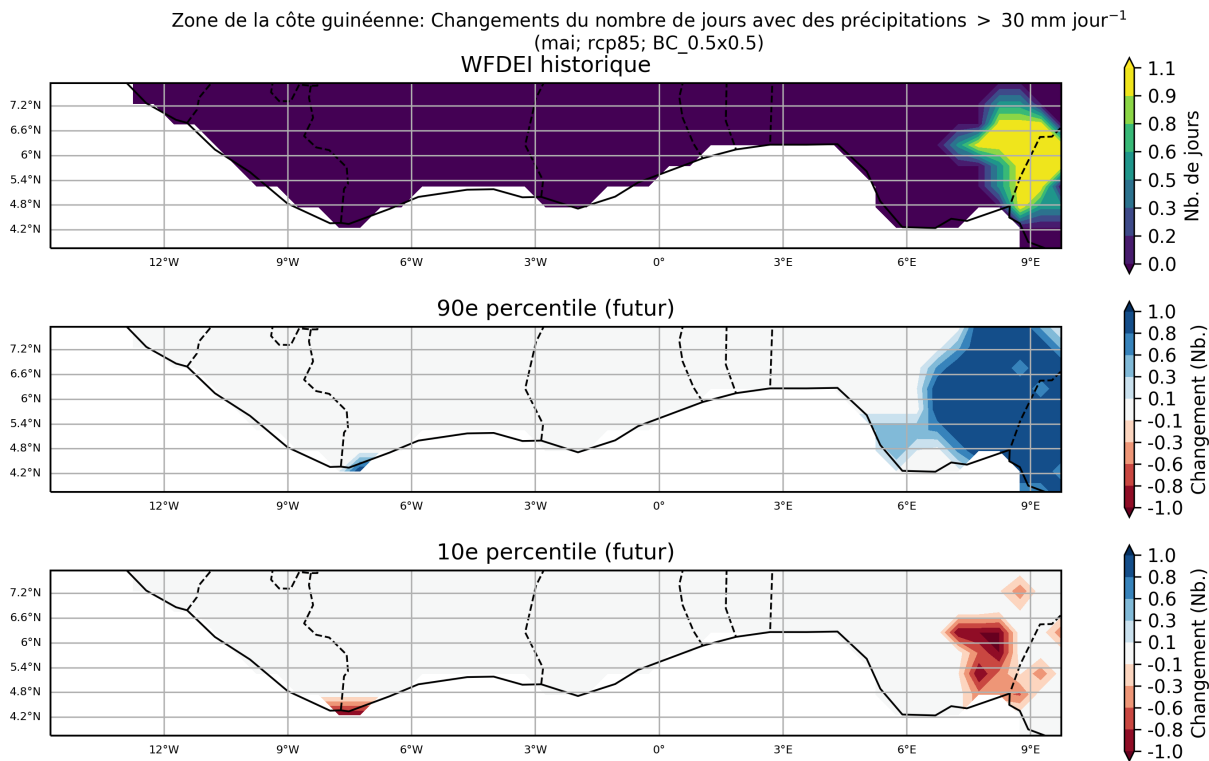 Zone de la côte guinéenne: Changements du nombre de jours avec des précipitations > 30 mm jour⁻¹
(mai; rcp85; BC_0.5x0.5)
WFDEI historique
7.2°N
6.6°N
6°N
5.4°N
4.8°N
4.2°N
12°W 9°W 6°W 3°W 0° 3°E 6°E 9°E
1.1
0.9
0.8
0.6
0.5
0.3
0.2
0.0
Nb. de jours
90e percentile (futur)
7.2°N
6.6°N
6°N
5.4°N
4.8°N
4.2°N
12°W 9°W 6°W 3°W 0° 3°E 6°E 9°E
1.0
0.8
0.6
0.3
0.1
-0.1
-0.3
-0.6
-0.8
-1.0
Changement (Nb.)
10e percentile (futur)
7.2°N
6.6°N
6°N
5.4°N
4.8°N
4.2°N
12°W 9°W 6°W 3°W 0° 3°E 6°E 9°E
1.0
0.8
0.6
0.3
0.1
-0.1
-0.3
-0.6
-0.8
-1.0
Changement (Nb.)